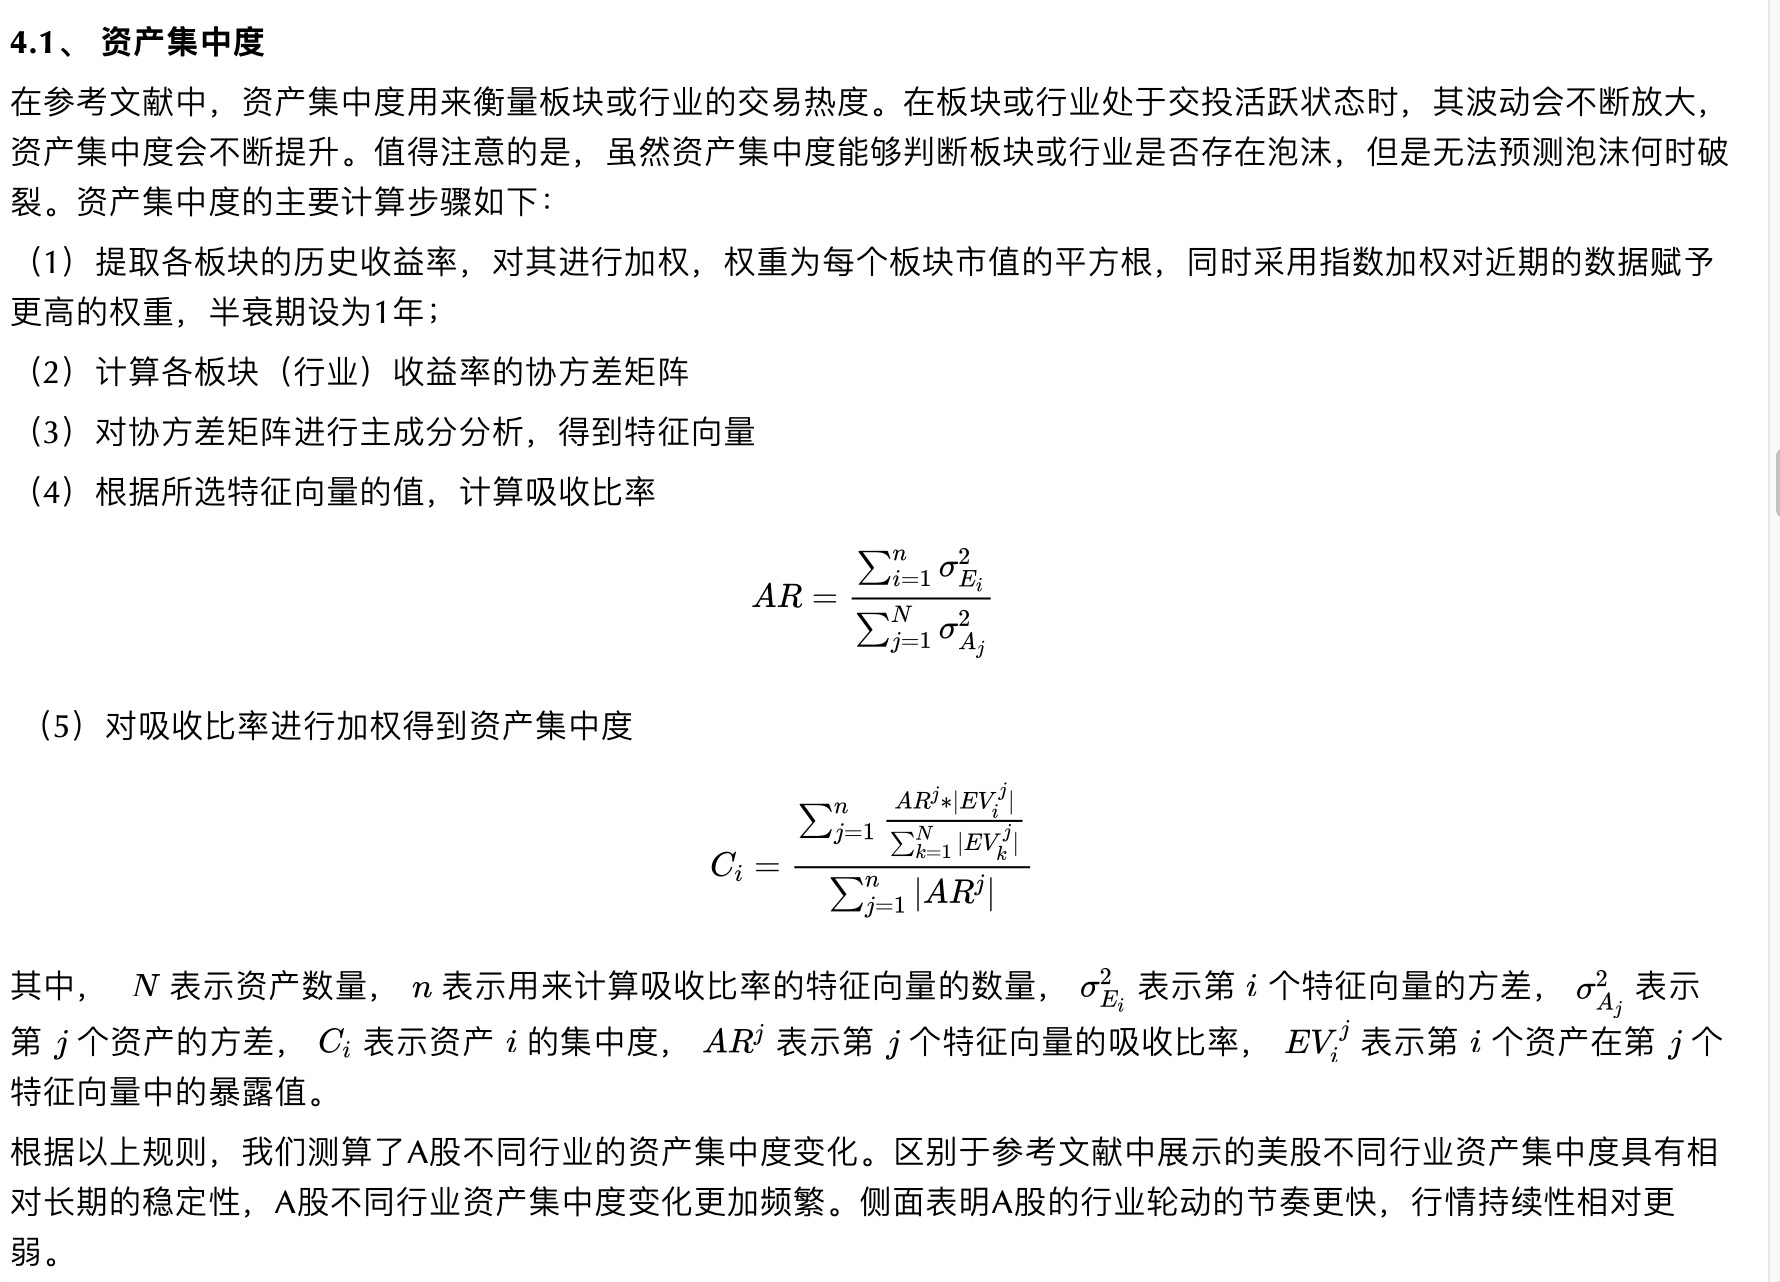 4.1、 资产集中度
在参考文献中，资产集中度用来衡量板块或行业的交易热度。在板块或行业处于交投活跃状态时，其波动会不断放大，
资产集中度会不断提升。值得注意的是，虽然资产集中度能够判断板块或行业是否存在泡沫，但是无法预测泡沫何时破
裂。资产集中度的主要计算步骤如下：
（1）提取各板块的历史收益率，对其进行加权，权重为每个板块市值的平方根，同时采用指数加权对近期的数据赋予
更高的权重，半衰期设为1年；
（2）计算各板块（行业）收益率的协方差矩阵
（3）对协方差矩阵进行主成分分析，得到特征向量
（4）根据所选特征向量的值，计算吸收比率
$AR = \frac{\sum_{i=1}^{n} \sigma_{E_i}^2}{\sum_{j=1}^{N} \sigma_{A_j}^2}$
（5）对吸收比率进行加权得到资产集中度
$C_i = \frac{\sum_{j=1}^{n} \frac{AR^j * |EV_i^j|}{\sum_{k=1}^{N} |EV_k^j|}}{\sum_{j=1}^{n} |AR^j|}$
其中， $N$ 表示资产数量， $n$ 表示用来计算吸收比率的特征向量的数量， $\sigma_{E_i}^2$ 表示第 $i$ 个特征向量的方差， $\sigma_{A_j}^2$ 表示
第 $j$ 个资产的方差， $C_i$ 表示资产 $i$ 的集中度， $AR^j$ 表示第 $j$ 个特征向量的吸收比率， $EV_i^j$ 表示第 $i$ 个资产在第 $j$ 个
特征向量中的暴露值。
根据以上规则，我们测算了A股不同行业的资产集中度变化。区别于参考文献中展示的美股不同行业资产集中度具有相
对长期的稳定性，A股不同行业资产集中度变化更加频繁。侧面表明A股的行业轮动的节奏更快，行情持续性相对更
弱。